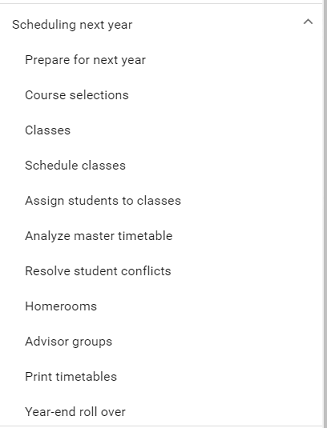 Scheduling next year
Prepare for next year
Course selections
Classes
Schedule classes
Assign students to classes
Analyze master timetable
Resolve student conflicts
Homerooms
Advisor groups
Print timetables
Year-end roll over